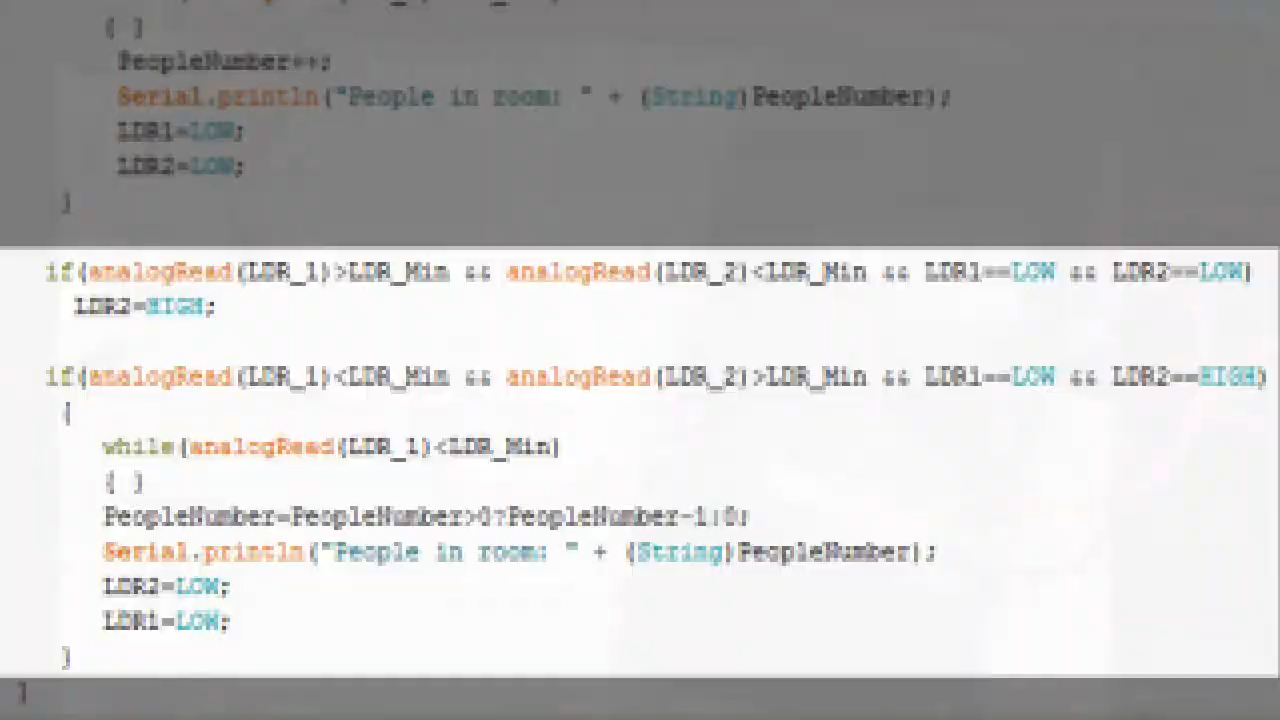 { }
PeopleNumber++;
Serial.println("People in room: " + (String)PeopleNumber);
LDR1=LOW;
LDR2=LOW;
}
if(analogRead(LDR_1)>LDR_Min && analogRead(LDR_2)<LDR_Min && LDR1==LOW && LDR2==LOW)
LDR2=HIGH;
if(analogRead(LDR_1)<LDR_Min && analogRead(LDR_2)>LDR_Min && LDR1==LOW && LDR2==HIGH)
{
while(analogRead(LDR_1)<LDR_Min)
{ }
PeopleNumber=PeopleNumber>0?PeopleNumber-1:0;
Serial.println("People in room: " + (String)PeopleNumber);
LDR2=LOW;
LDR1=LOW;
}
}